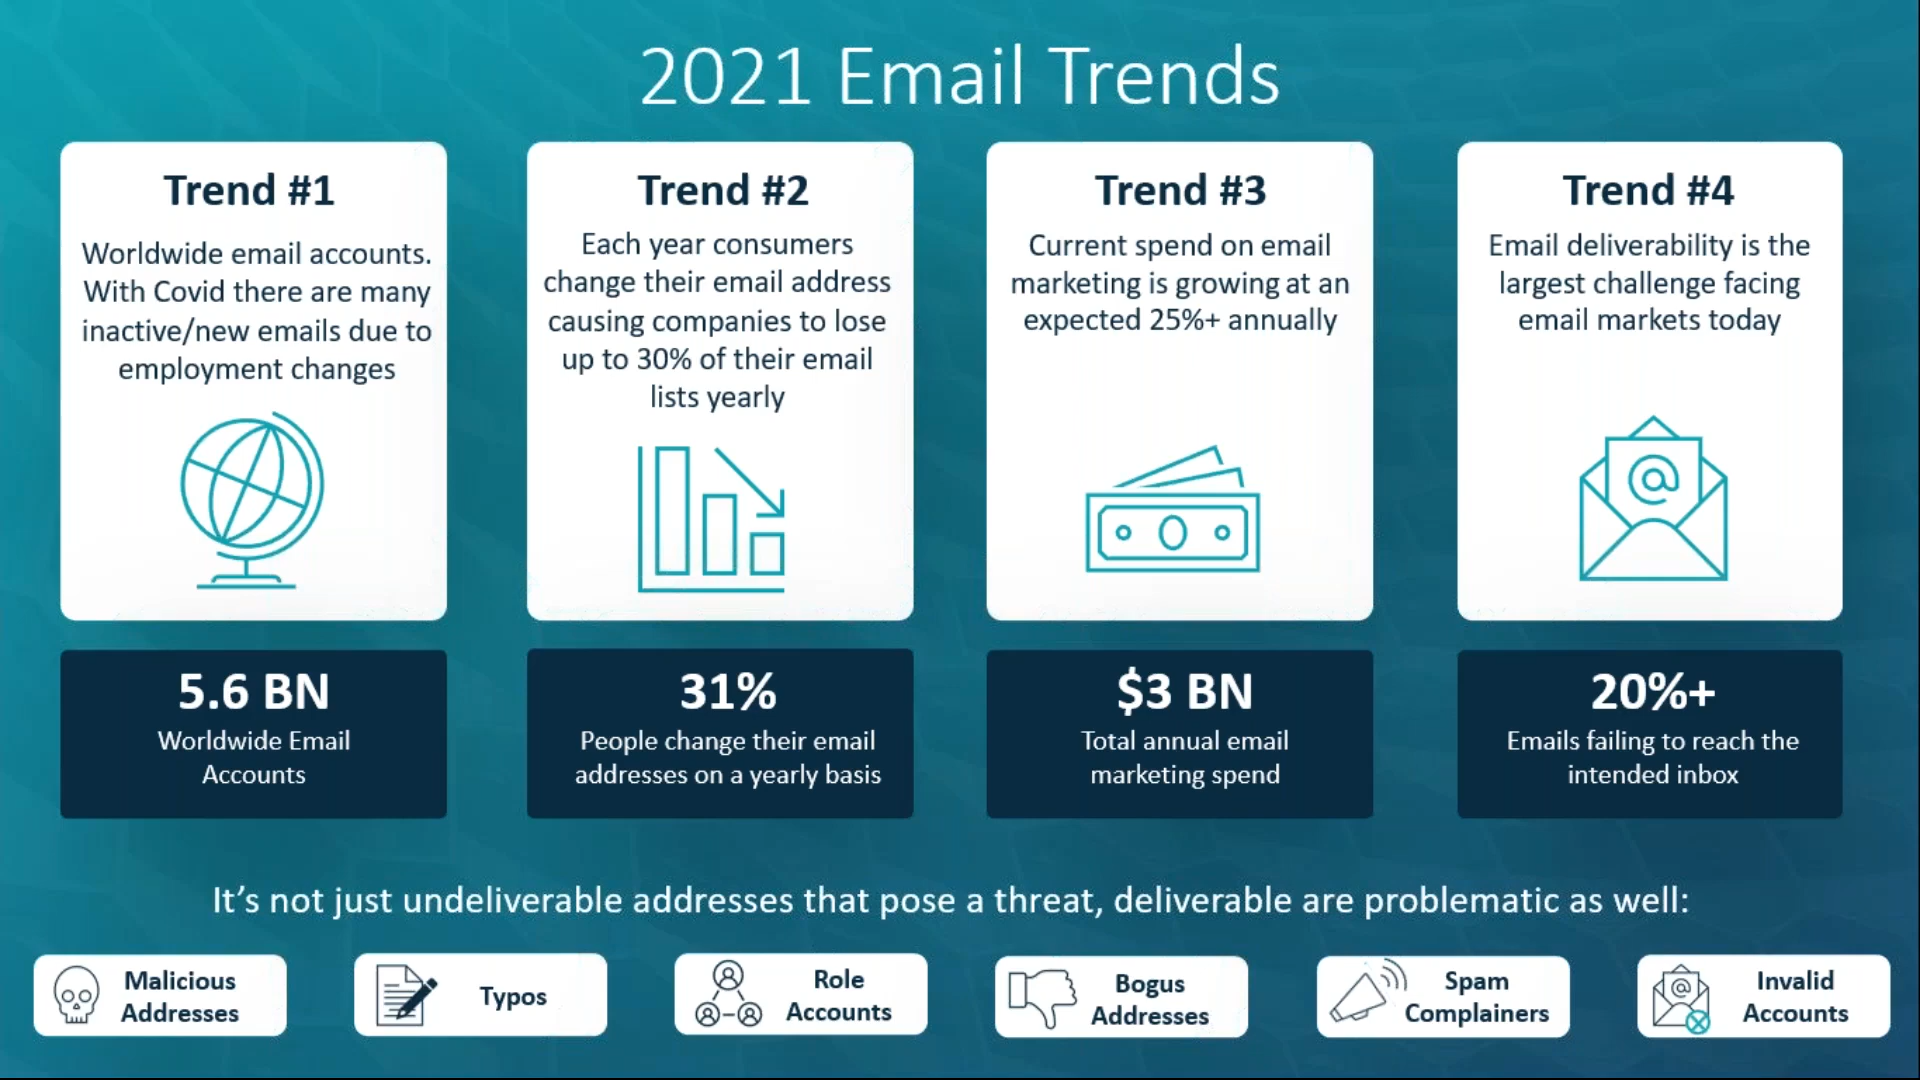 2021 Email Trends
Trend #1
Worldwide email accounts.
With Covid there are many
inactive/new emails due to
employment changes
5.6 BN
Worldwide Email
Accounts
Trend #2
Each year consumers
change their email address
causing companies to lose
up to 30% of their email
lists yearly
31%
People change their email
addresses on a yearly basis
Trend #3
Current spend on email
marketing is growing at an
expected 25%+ annually
$3 BN
Total annual email
marketing spend
Trend #4
Email deliverability is the
largest challenge facing
email markets today
@
20%+
Emails failing to reach the
intended inbox
It’s not just undeliverable addresses that pose a threat, deliverable are problematic as well:
Malicious
Addresses
Typos
Role
Accounts
Bogus
Addresses
Spam
Complainers
@
Invalid
Accounts